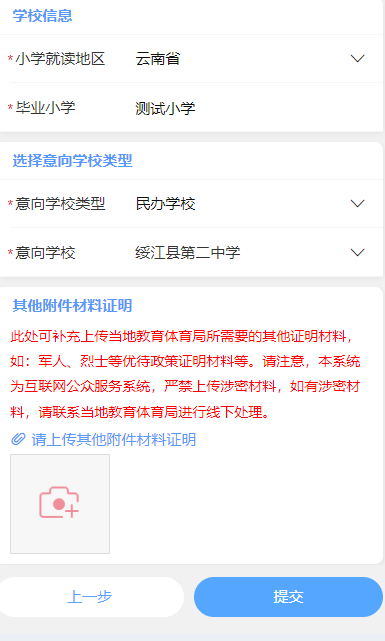 学校信息
*小学就读地区 云南省
*毕业小学 测试小学
选择意向学校类型
*意向学校类型 民办学校
*意向学校 绥江县第二中学
其他附件材料证明
此处可补充上传当地教育体育局所需要的其他证明材料，
如：军人、烈士等优待政策证明材料等。请注意，本系统
为互联网公众服务系统，严禁上传涉密材料，如有涉密材
料，请联系当地教育体育局进行线下处理。
请上传其他附件材料证明
上一步 提交